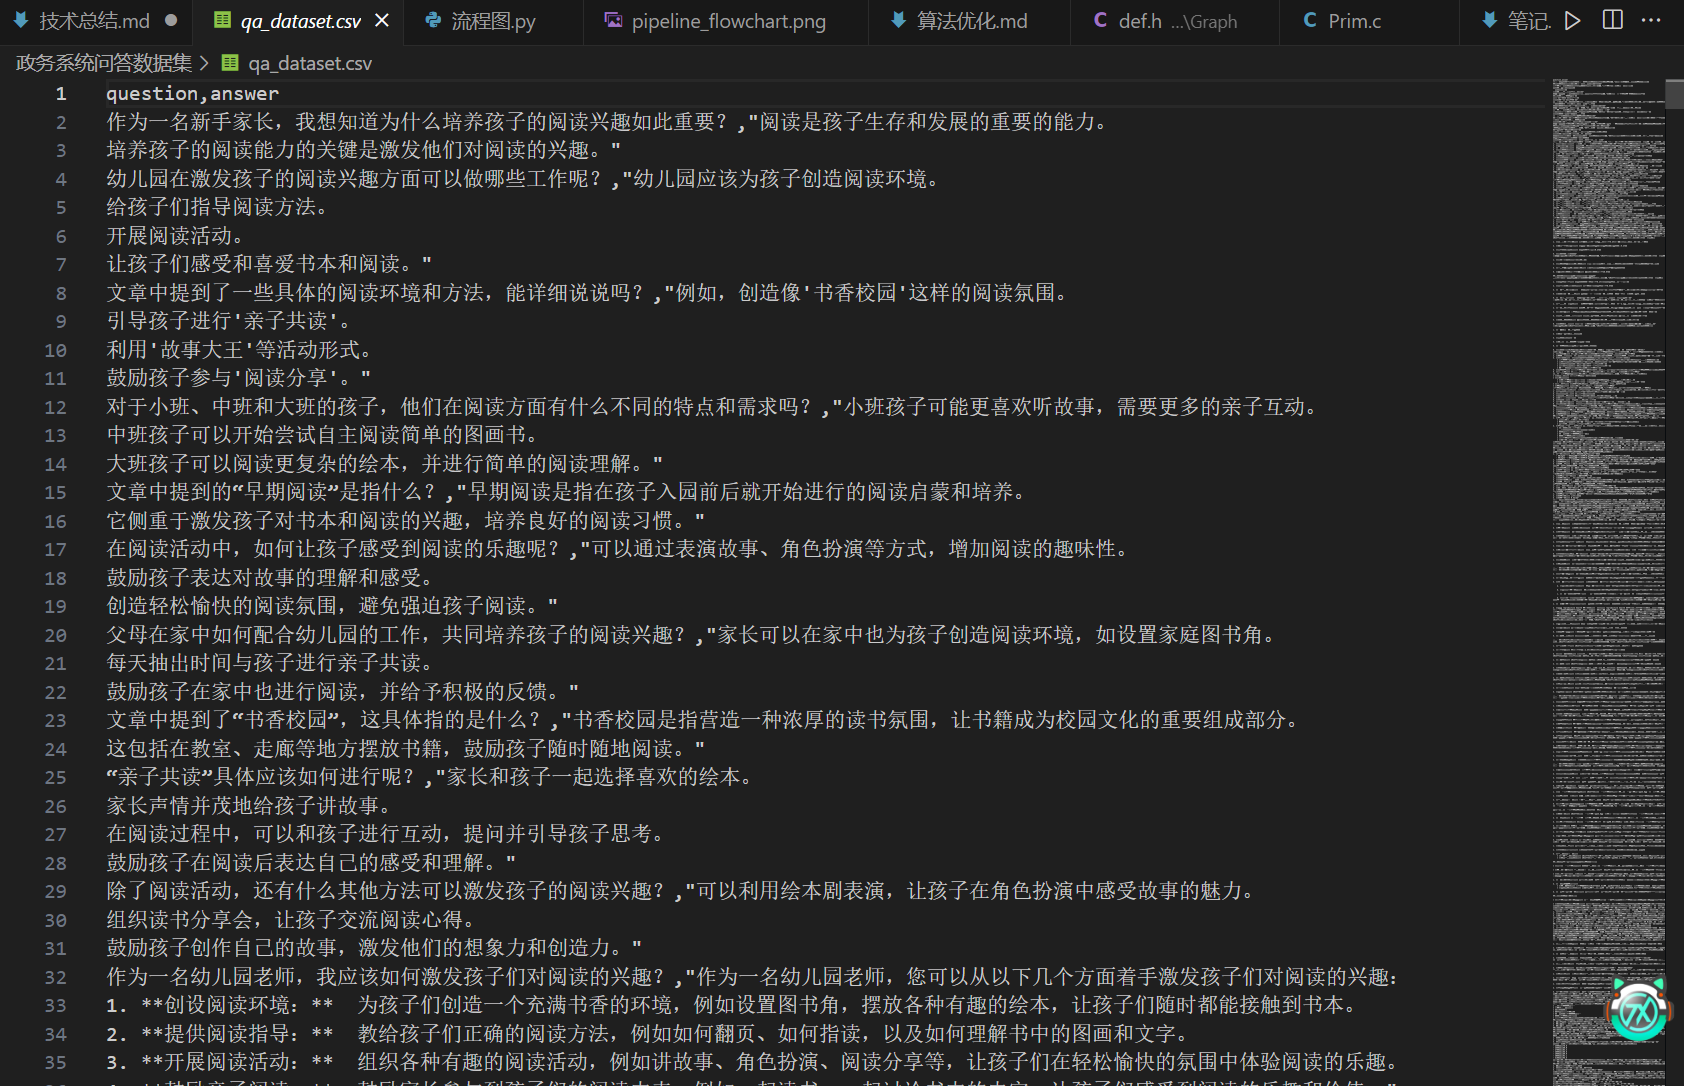 技术总结.md ● qa_dataset.csv × 流程图.py pipeline_flowchart.png 算法优化.md C def.h ...\Graph C Prim.c 笔记. ···
政务系统问答数据集 > qa_dataset.csv
1 question,answer
2 作为一名新手家长，我想知道为什么培养孩子的阅读兴趣如此重要？,"阅读是孩子生存和发展的重要的能力。
3 培养孩子的阅读能力的关键是激发他们对阅读的兴趣。"
4 幼儿园在激发孩子的阅读兴趣方面可以做哪些工作呢？,"幼儿园应该为孩子创造阅读环境。
5 给孩子们指导阅读方法。
6 开展阅读活动。
7 让孩子们感受和喜爱书本和阅读。"
8 文章中提到了一些具体的阅读环境和方法，能详细说说吗？,"例如，创造像'书香校园'这样的阅读氛围。
9 引导孩子进行'亲子共读'。
10 利用'故事大王'等活动形式。
11 鼓励孩子参与'阅读分享'。"
12 对于小班、中班和大班的孩子，他们在阅读方面有什么不同的特点和需求吗？,"小班孩子可能更喜欢听故事，需要更多的亲子互动。
13 中班孩子可以开始尝试自主阅读简单的图画书。
14 大班孩子可以阅读更复杂的绘本，并进行简单的阅读理解。"
15 文章中提到的“早期阅读”是指什么？,"早期阅读是指在孩子入园前后就开始进行的阅读启蒙和培养。
16 它侧重于激发孩子对书本和阅读的兴趣，培养良好的阅读习惯。"
17 在阅读活动中，如何让孩子感受到阅读的乐趣呢？,"可以通过表演故事、角色扮演等方式，增加阅读的趣味性。
18 鼓励孩子表达对故事的理解和感受。
19 创造轻松愉快的阅读氛围，避免强迫孩子阅读。"
20 父母在家中如何配合幼儿园的工作，共同培养孩子的阅读兴趣？,"家长可以在家中也为孩子创造阅读环境，如设置家庭图书角。
21 每天抽出时间与孩子进行亲子共读。
22 鼓励孩子在家中也进行阅读，并给予积极的反馈。"
23 文章中提到了“书香校园”，这具体指的是什么？,"书香校园是指营造一种浓厚的读书氛围，让书籍成为校园文化的重要组成部分。
24 这包括在教室、走廊等地方摆放书籍，鼓励孩子随时随地阅读。"
25 “亲子共读”具体应该如何进行呢？,"家长和孩子一起选择喜欢的绘本。
26 家长声情并茂地给孩子讲故事。
27 在阅读过程中，可以和孩子进行互动，提问并引导孩子思考。
28 鼓励孩子在阅读后表达自己的感受和理解。"
29 除了阅读活动，还有什么其他方法可以激发孩子的阅读兴趣？,"可以利用绘本剧表演，让孩子在角色扮演中感受故事的魅力。
30 组织读书分享会，让孩子交流阅读心得。
31 鼓励孩子创作自己的故事，激发他们的想象力和创造力。"
32 作为一名幼儿园老师，我应该如何激发孩子们对阅读的兴趣？,"作为一名幼儿园老师，您可以从以下几个方面着手激发孩子们对阅读的兴趣：
33 1. **创设阅读环境：** 为孩子们创造一个充满书香的环境，例如设置图书角，摆放各种有趣的绘本，让孩子们随时都能接触到书本。
34 2. **提供阅读指导：** 教给孩子们正确的阅读方法，例如如何翻页、如何指读，以及如何理解书中的图画和文字。
35 3. **开展阅读活动：** 组织各种有趣的阅读活动，例如讲故事、角色扮演、阅读分享等，让孩子们在轻松愉快的氛围中体验阅读的乐趣。